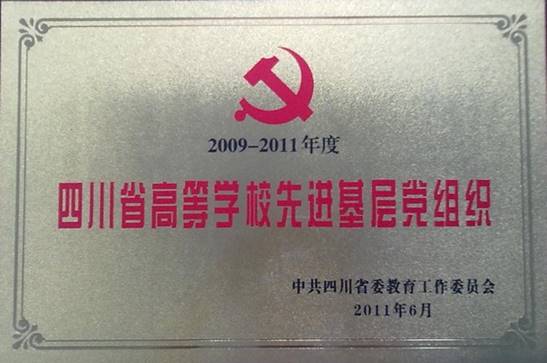 2009-2011年度
四川省高等学校先进基层党组织
中共四川省委教育工作委员会
2011年6月